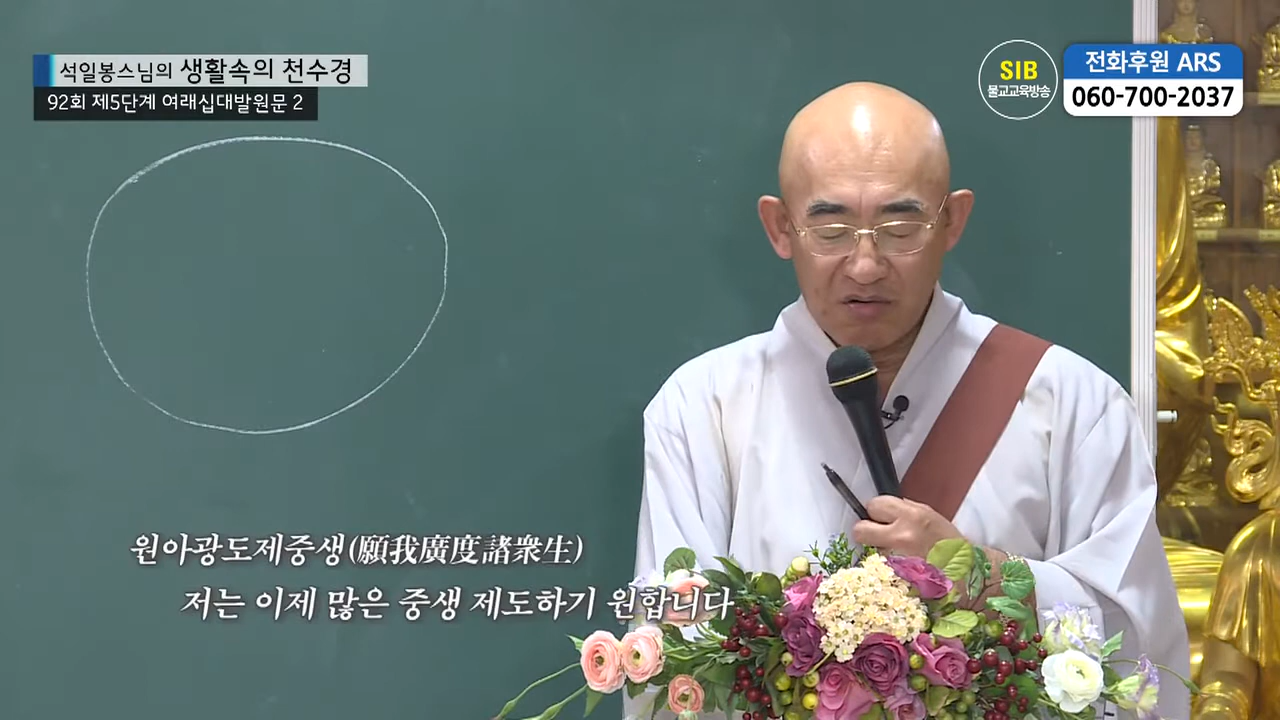 석일봉스님의 생활속의 천수경
92회 제5단계 여래십대발원문 2
SIB
불교교육방송
전화후원 ARS
060-700-2037
원아광도제중생(願我廣度諸衆生)
저는 이제 많은 중생 제도하기 원합니다